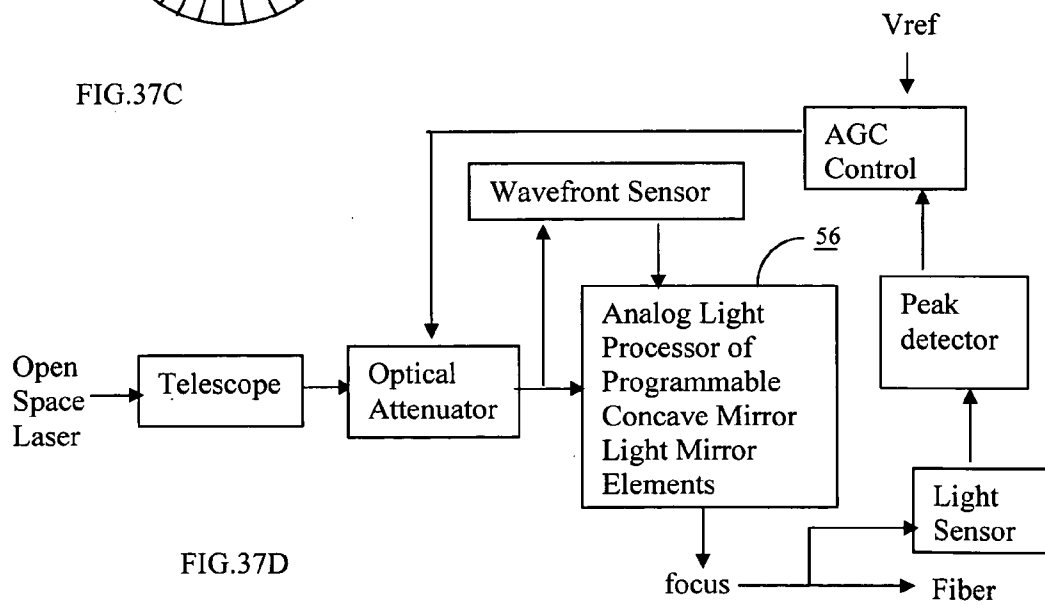 Vref
FIG.37C
AGC
Control
Wavefront Sensor
56
Analog Light
Processor of
Programmable
Concave Mirror
Light Mirror
Elements
Peak
detector
Open
Space
Laser
Telescope
Optical
Attenuator
Light
Sensor
FIG.37D
focus
Fiber